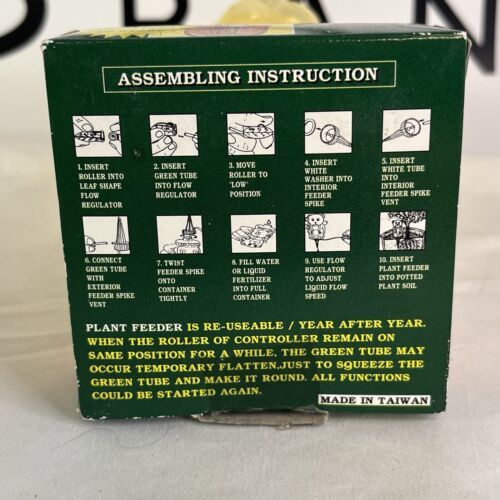 ASSEMBLING INSTRUCTION
1. INSERT
ROLLER INTO
LEAF SHAPE
FLOW
REGULATOR
2. INSERT
GREEN TUBE
INTO FLOW
REGULATOR
3. MOVE
ROLLER TO
"LOW"
POSITION
4. INSERT
WHITE
WASHER INTO
INTERIOR
FEEDER
SPIKE
5. INSERT
WHITE TUBE
INTO
INTERIOR
FEEDER SPIKE
VENT
6. CONNECT
GREEN TUBE
WITH
EXTERIOR
FEEDER SPIKE
VENT
7. TWIST
FEEDER SPIKE
ONTO
CONTAINER
TIGHTLY
8. FILL WATER
OR LIQUID
FERTILIZER
INTO FULL
CONTAINER
9. USE FLOW
REGULATOR
TO ADJUST
LIQUID FLOW
SPEED
10. INSERT
PLANT FEEDER
INTO POTTED
PLANT SOIL
PLANT FEEDER IS RE-USEABLE / YEAR AFTER YEAR.
WHEN THE ROLLER OF CONTROLLER REMAIN ON
SAME POSITION FOR A WHILE, THE GREEN TUBE MAY
OCCUR TEMPORARY FLATTEN,JUST TO SQUEEZE THE
GREEN TUBE AND MAKE IT ROUND. ALL FUNCTIONS
COULD BE STARTED AGAIN.
MADE IN TAIWAN